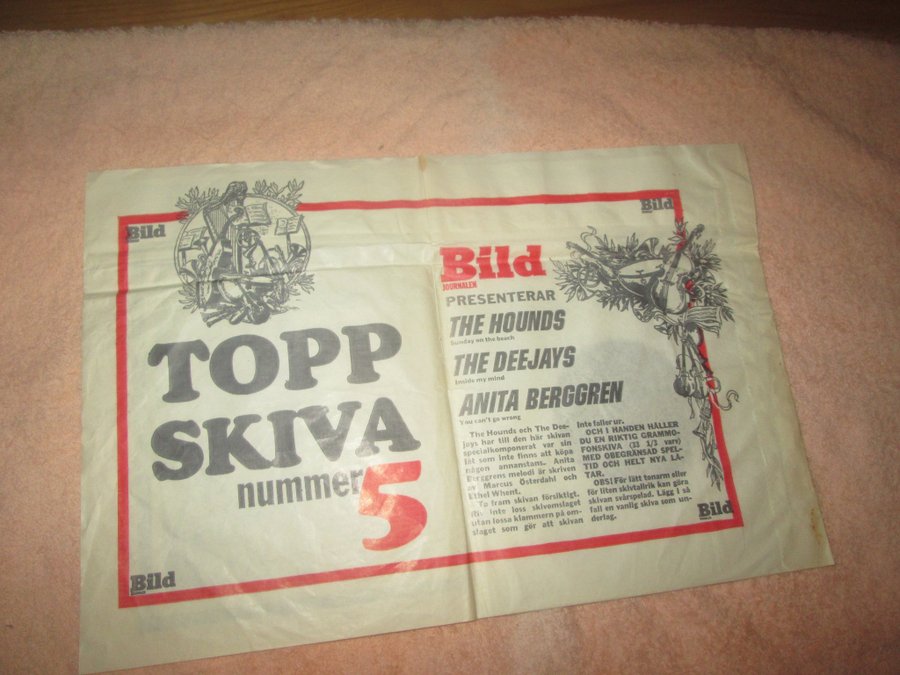 Bild
TOPP
SKIVA
nummer 5
Bild
Bild
Bild
JOURNALEN
PRESENTERAR
THE HOUNDS
Sunday on the beach
THE DEEJAYS
Inside my mind
ANITA BERGGREN
You can't go wrong
The Hounds och The Dee-
jays har till den här skivan
specialkomponerat var sin
låt som inte finns att köpa
någon annanstans. Anita
Berggrens melodi är skriven
av Marcus Österdahl och
Ethel Whent.
Ta fram skivan försiktigt.
inte loss skivomslaget
utan lossa klammern på om-
slaget som gör att skivan
inte faller ur.
OCH I HANDEN HÅLLER
DU EN RIKTIG GRAMMO-
FONSKIVA. (33 1/3 varv)
MED OBEGRÄNSAD SPEL-
TID OCH HELT NYA LÅ-
TAR.
OBS! För lätt tonarm eller
för liten skivtallrik kan göra
skivan svårspelad. Lägg i så
fall en vanlig skiva som un-
derlag.
Bild